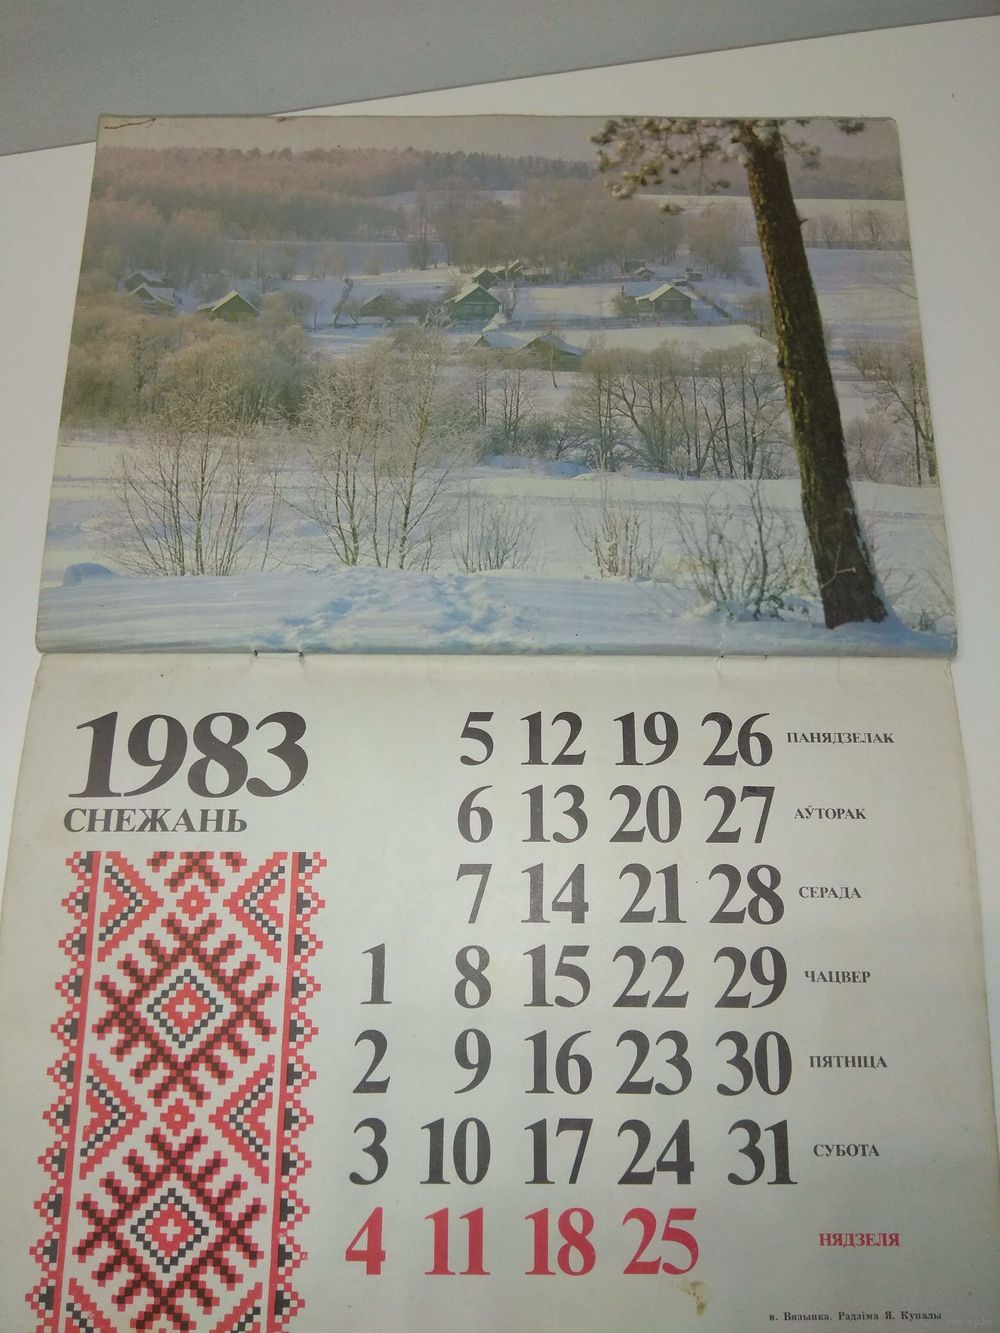 1983
СНЕЖАНЬ
5 12 19 26 ПАНЯДЗЕЛАК
6 13 20 27 АЎТОРАК
7 14 21 28 СЕРАДА
1 8 15 22 29 ЧАЦВЕР
2 9 16 23 30 ПЯТНІЦА
3 10 17 24 31 СУБОТА
4 11 18 25 НЯДЗЕЛЯ
в. Вязынка. Радзіма Я. Купалы